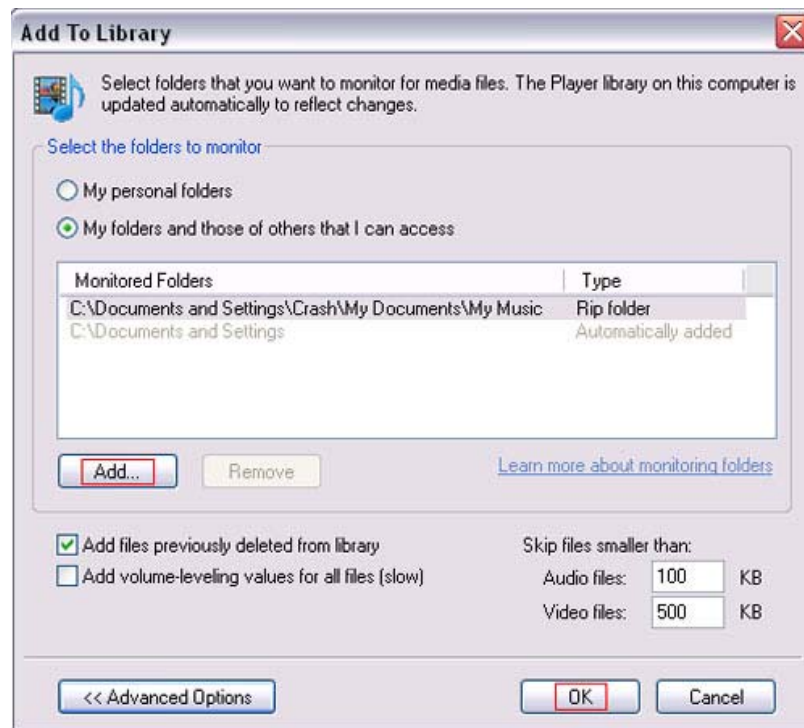 Add To Library
Select folders that you want to monitor for media files. The Player library on this computer is
updated automatically to reflect changes.
Select the folders to monitor
My personal folders
My folders and those of others that I can access
Monitored Folders Type
C:\Documents and Settings\Crash\My Documents\My Music Rip folder
C:\Documents and Settings Automatically added
Add... Remove Learn more about monitoring folders
Add files previously deleted from library Skip files smaller than:
Add volume-leveling values for all files (slow) Audio files: 100 KB
Video files: 500 KB
<< Advanced Options OK Cancel